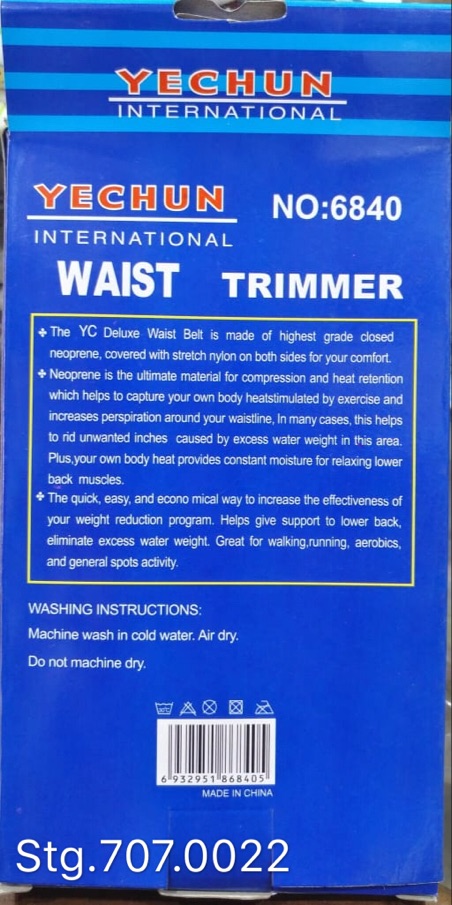 YECHUN
INTERNATIONAL
YECHUN
NO:6840
INTERNATIONAL
WAIST TRIMMER
✤ The YC Deluxe Waist Belt is made of highest grade closed
neoprene, covered with stretch nylon on both sides for your comfort.
✤ Neoprene is the ultimate material for compression and heat retention
which helps to capture your own body heatstimulated by exercise and
increases perspiration around your waistline, In many cases, this helps
to rid unwanted inches caused by excess water weight in this area.
Plus,your own body heat provides constant moisture for relaxing lower
back muscles.
✤ The quick, easy, and econo mical way to increase the effectiveness of
your weight reduction program. Helps give support to lower back,
eliminate excess water weight. Great for walking,running, aerobics,
and general spots activity.
WASHING INSTRUCTIONS:
Machine wash in cold water. Air dry.
Do not machine dry.
6 932951 868405
MADE IN CHINA
Stg.707.0022